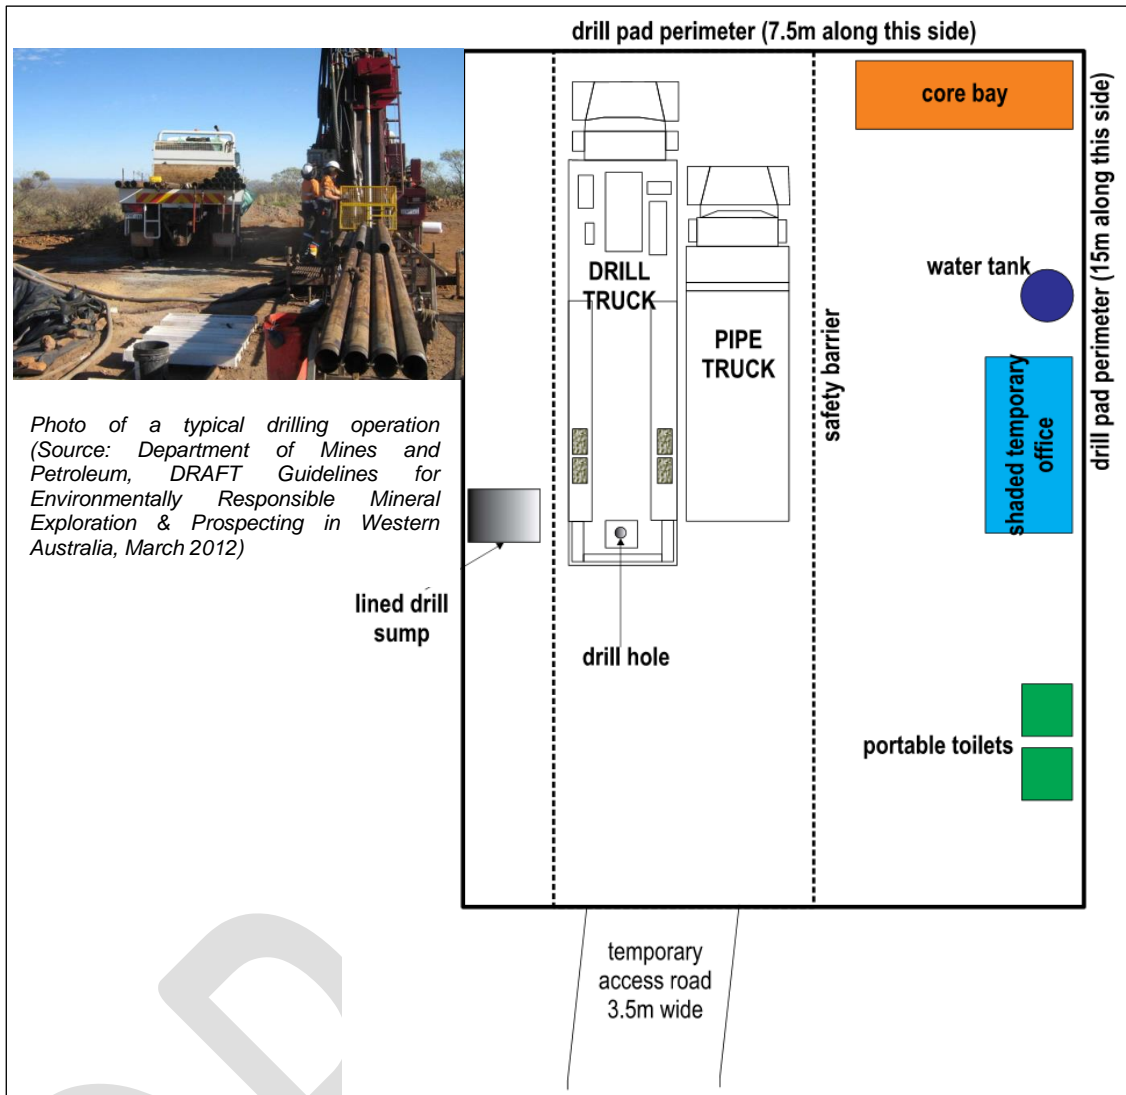 drill pad perimeter (7.5m along this side)
core bay
drill pad perimeter (15m along this side)
water tank
DRILL
TRUCK
PIPE
TRUCK
safety barrier
shaded temporary
office
Photo of a typical drilling operation
(Source: Department of Mines and
Petroleum, DRAFT Guidelines for
Environmentally Responsible Mineral
Exploration & Prospecting in Western
Australia, March 2012)
lined drill
sump
drill hole
portable toilets
temporary
access road
3.5m wide